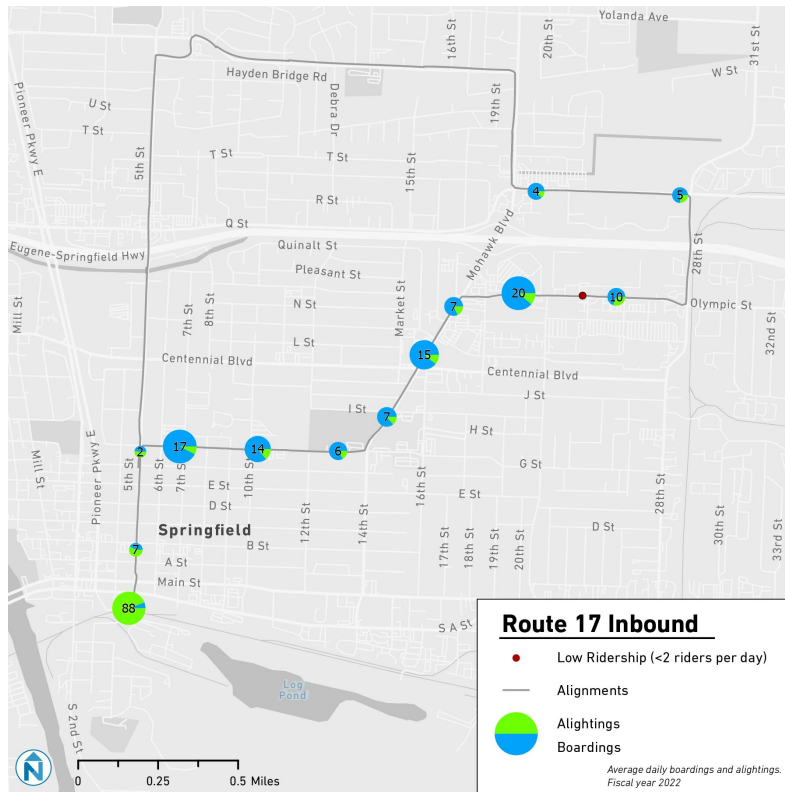 Yolanda Ave
16th St
20th St
31st St
Hayden Bridge Rd
W St
Pioneer Pkwy E
U St
Debra Dr
19th St
T St
5th St
T St
T St
15th St
4
5
R St
Q St
Mohawk Blvd
Quinalt St
28th St
Eugene-Springfield Hwy
Pleasant St
Mill St
7th St
8th St
N St
Market St
7
20
10
Olympic St
32nd St
L St
15
Centennial Blvd
Centennial Blvd
J St
I St
7
H St
2
17
14
6
Mill St
Pioneer Pkwy E
5th St
6th St
7th St
10th St
G St
16th St
28th St
E St
E St
D St
12th St
14th St
D St
Springfield
17th St
18th St
19th St
20th St
30th St
33rd St
7
B St
A St
Main St
88
S A St
Log
Pond
S 2nd St
N
0 0.25 0.5 Miles
Route 17 Inbound
Low Ridership (<2 riders per day)
Alignments
Alightings
Boardings
Average daily boardings and alightings.
Fiscal year 2022